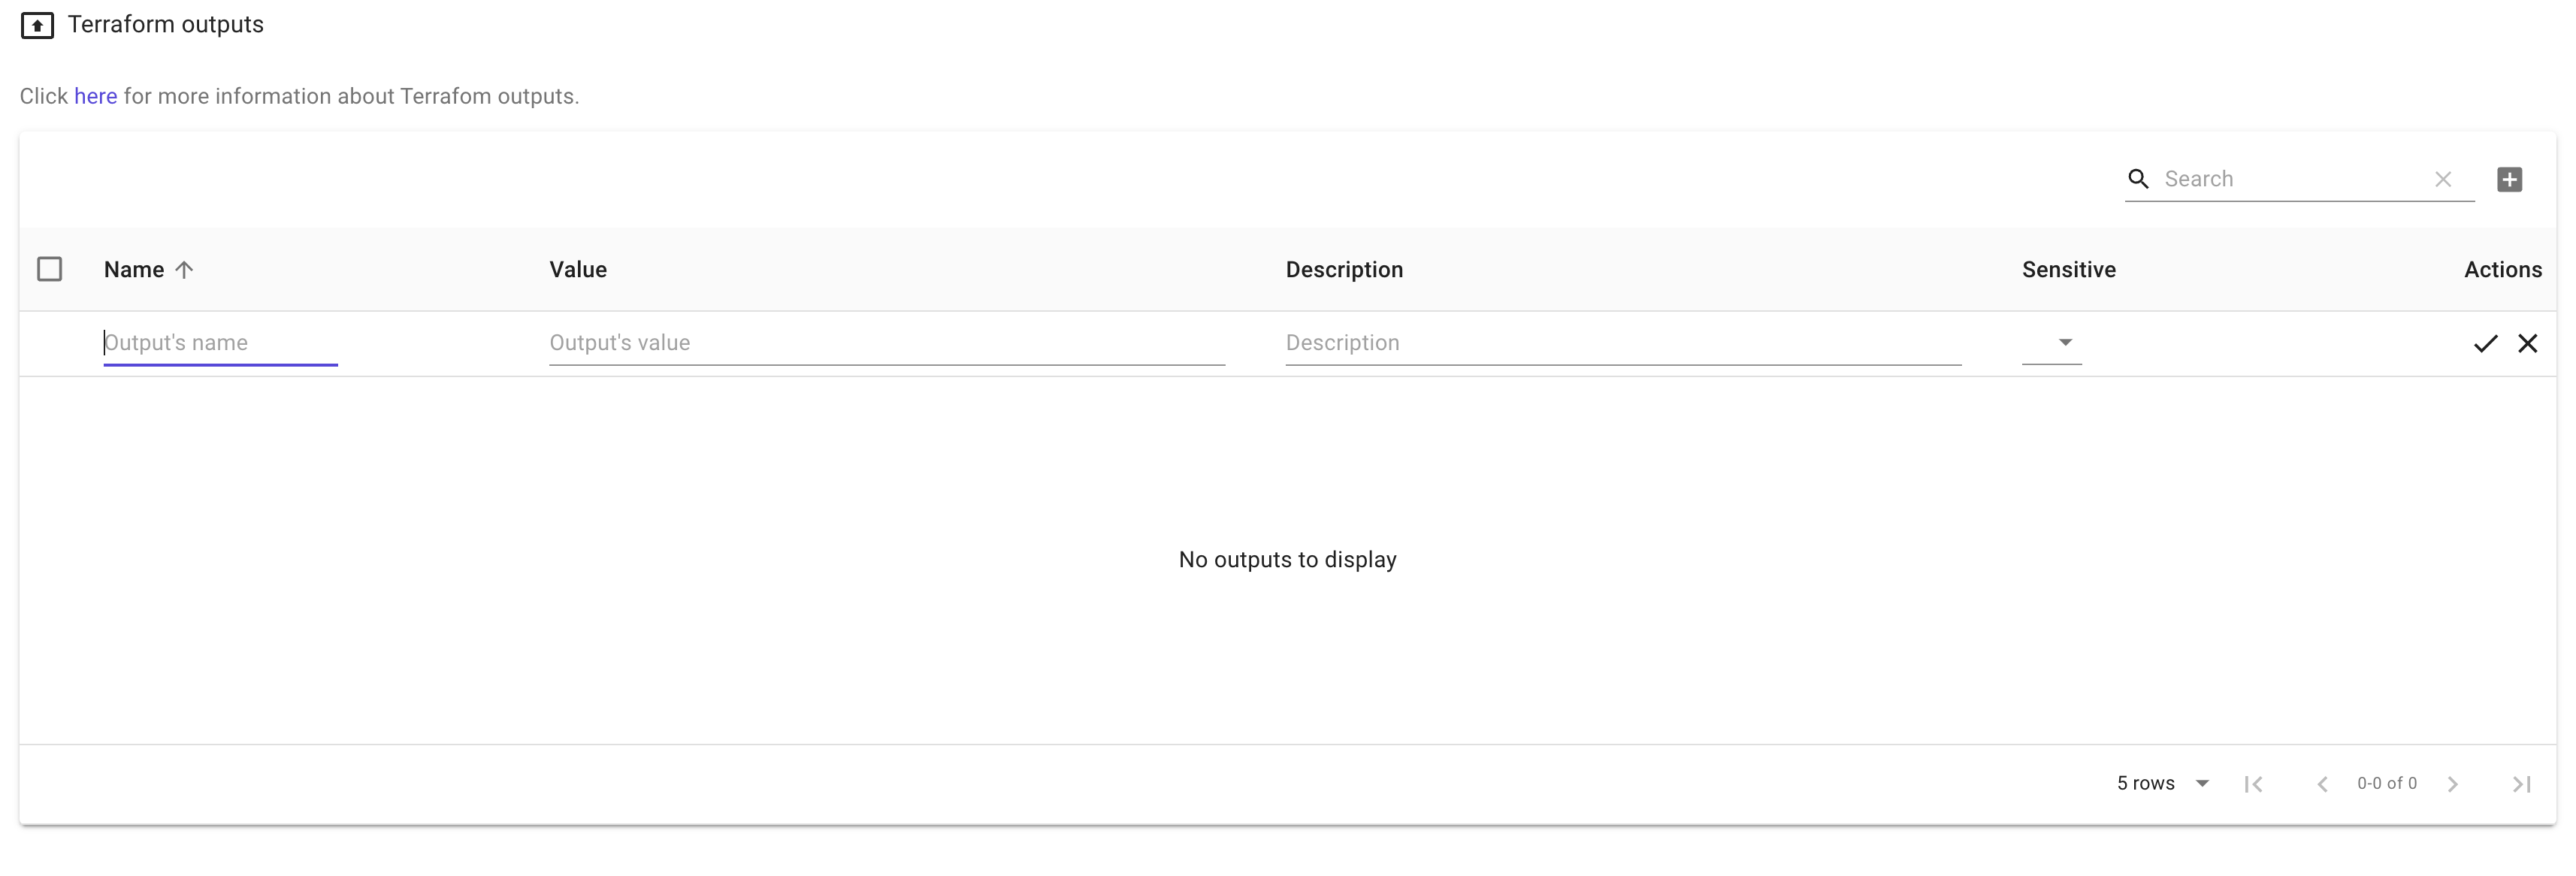 Terraform outputs
Click here for more information about Terrafom outputs.
Search
Name Value Description Sensitive Actions
Output's name Output's value Description
No outputs to display
5 rows 0-0 of 0